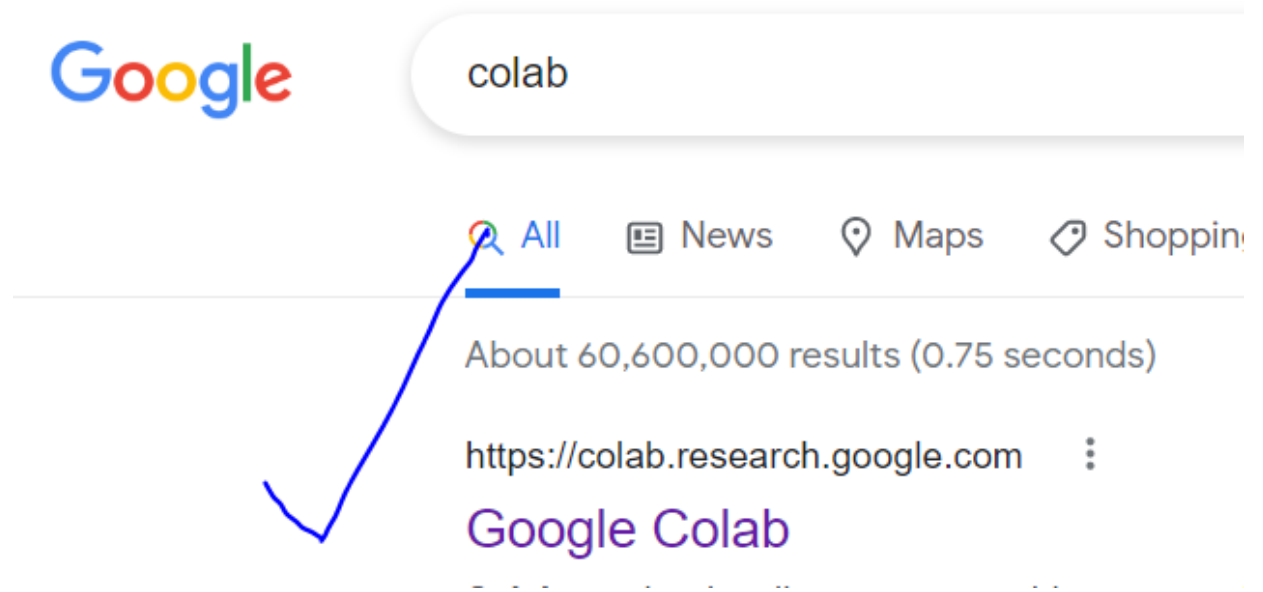 Google colab
All News Maps Shopping
About 60,600,000 results (0.75 seconds)
https://colab.research.google.com
Google Colab